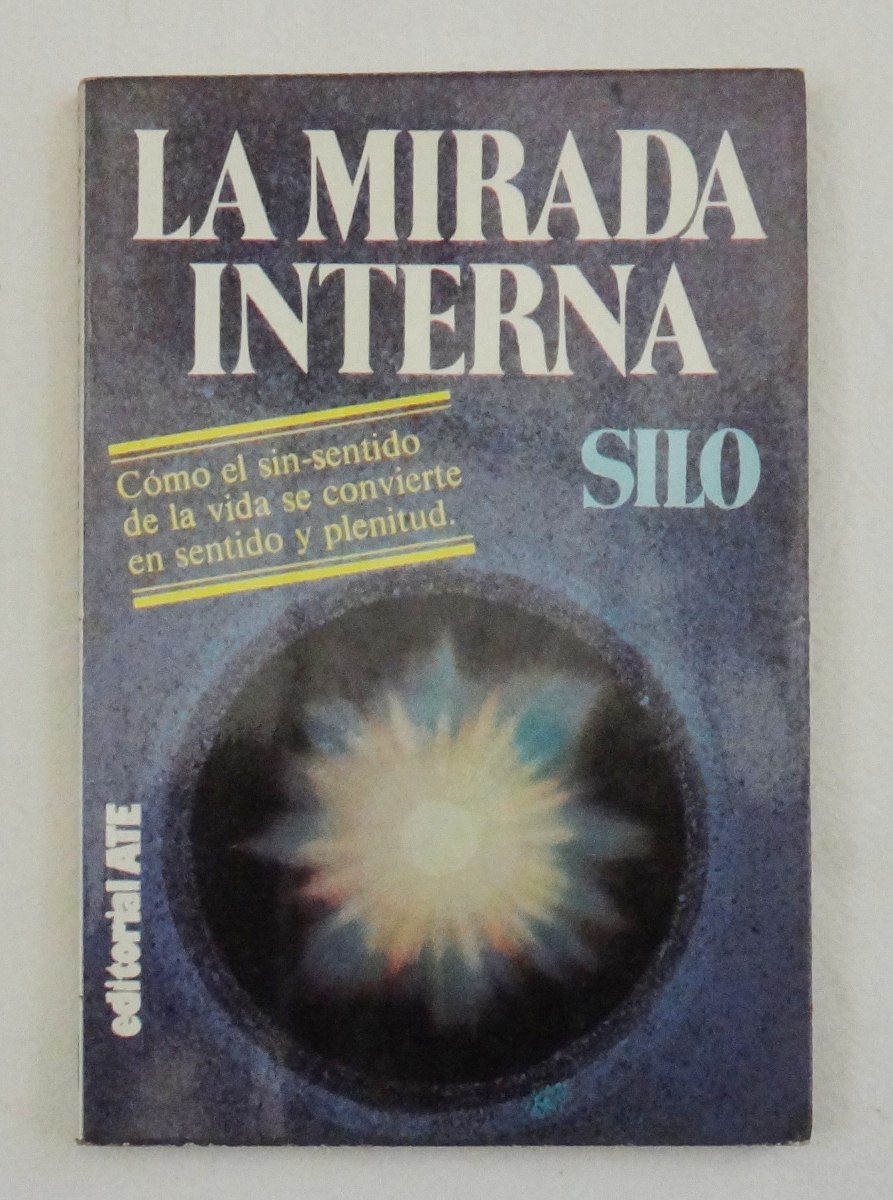 LA MIRADA
INTERNA
SILO
Cómo el sin-sentido
de la vida se convierte
en sentido y plenitud.
editorial ATE